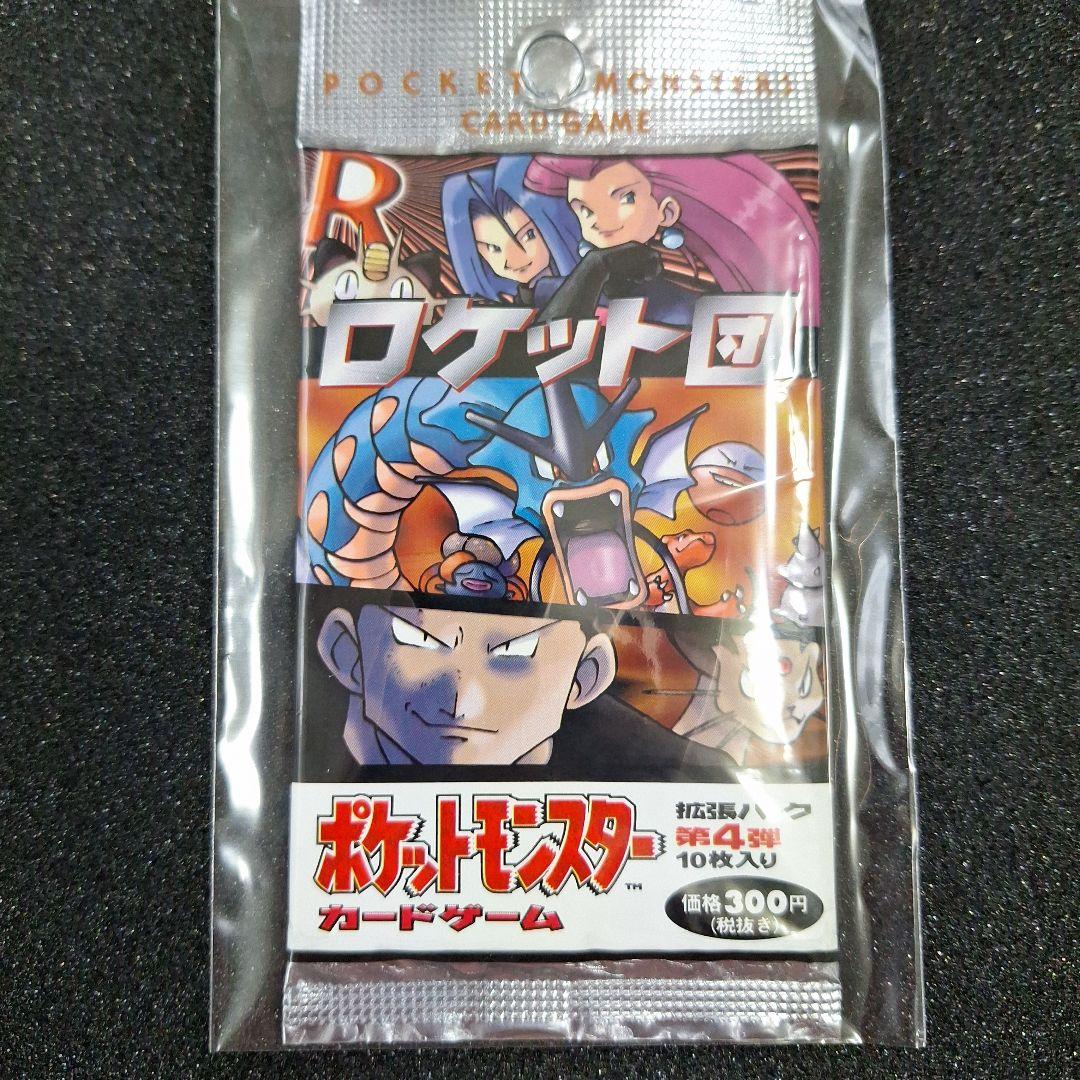 POCKET MONSTERS
CARD GAME
R
ロケット団
ポケットモンスター
TM
カードゲーム
拡張パック
第4弾
10枚入り
価格300円
(税抜き)